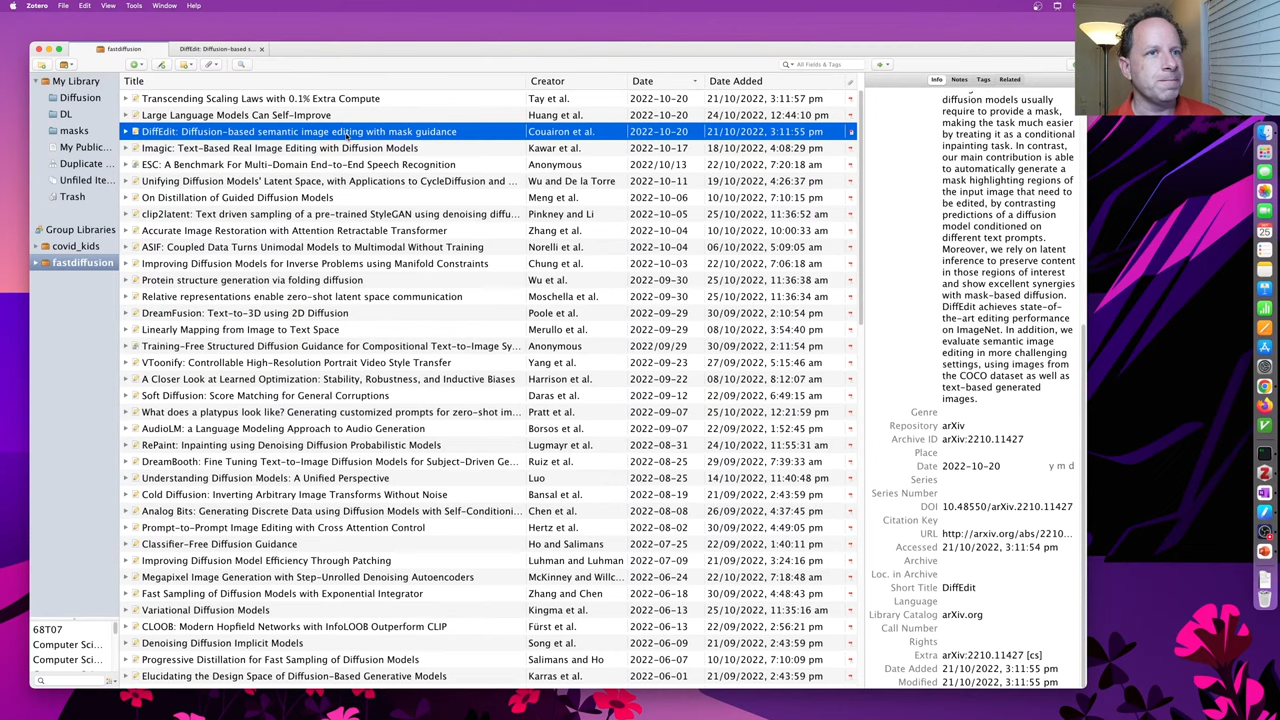 Zotero File Edit View Tools Window Help
fastdiffusion DiffEdit: Diffusion-based s...
All Fields & Tags
Info Notes Tags Related
My Library
Diffusion
DL
masks
My Public...
Duplicate ...
Unfiled Ite...
Trash
Group Libraries
covid_kids
fastdiffusion
68T07
Computer Sci...
Computer Sci...
Title Creator Date Date Added
Transcending Scaling Laws with 0.1% Extra Compute Tay et al. 2022-10-20 21/10/2022, 3:11:57 pm
Large Language Models Can Self-Improve Huang et al. 2022-10-20 24/10/2022, 12:44:10 pm
DiffEdit: Diffusion-based semantic image editing with mask guidance Couairon et al. 2022-10-20 21/10/2022, 3:11:55 pm
Imagic: Text-Based Real Image Editing with Diffusion Models Kawar et al. 2022-10-17 18/10/2022, 4:08:29 pm
ESC: A Benchmark For Multi-Domain End-to-End Speech Recognition Anonymous 2022/10/13 22/10/2022, 7:20:18 am
Unifying Diffusion Models' Latent Space, with Applications to CycleDiffusion and ... Wu and De la Torre 2022-10-11 19/10/2022, 4:26:37 pm
On Distillation of Guided Diffusion Models Meng et al. 2022-10-06 10/10/2022, 7:10:15 pm
clip2latent: Text driven sampling of a pre-trained StyleGAN using denoising diffu... Pinkney and Li 2022-10-05 25/10/2022, 11:36:52 am
Accurate Image Restoration with Attention Retractable Transformer Zhang et al. 2022-10-04 10/10/2022, 10:00:33 am
ASIF: Coupled Data Turns Unimodal Models to Multimodal Without Training Norelli et al. 2022-10-04 06/10/2022, 5:09:05 am
Improving Diffusion Models for Inverse Problems using Manifold Constraints Chung et al. 2022-10-03 22/10/2022, 7:06:18 am
Protein structure generation via folding diffusion Wu et al. 2022-09-30 25/10/2022, 11:36:38 am
Relative representations enable zero-shot latent space communication Moschella et al. 2022-09-30 25/10/2022, 11:36:34 am
DreamFusion: Text-to-3D using 2D Diffusion Poole et al. 2022-09-29 30/09/2022, 2:10:54 pm
Linearly Mapping from Image to Text Space Merullo et al. 2022-09-29 08/10/2022, 3:54:40 pm
Training-Free Structured Diffusion Guidance for Compositional Text-to-Image Sy... Anonymous 2022/09/29 30/09/2022, 2:11:54 pm
VToonify: Controllable High-Resolution Portrait Video Style Transfer Yang et al. 2022-09-23 27/09/2022, 5:15:46 am
A Closer Look at Learned Optimization: Stability, Robustness, and Inductive Biases Harrison et al. 2022-09-22 08/10/2022, 8:12:07 am
Soft Diffusion: Score Matching for General Corruptions Daras et al. 2022-09-12 22/09/2022, 6:49:15 am
What does a platypus look like? Generating customized prompts for zero-shot im... Pratt et al. 2022-09-07 25/09/2022, 12:21:59 pm
AudioLM: a Language Modeling Approach to Audio Generation Borsos et al. 2022-09-07 22/09/2022, 1:52:45 pm
RePaint: Inpainting using Denoising Diffusion Probabilistic Models Lugmayr et al. 2022-08-31 24/10/2022, 11:55:31 am
DreamBooth: Fine Tuning Text-to-Image Diffusion Models for Subject-Driven Ge... Ruiz et al. 2022-08-25 29/09/2022, 7:39:33 am
Understanding Diffusion Models: A Unified Perspective Luo 2022-08-25 14/10/2022, 11:40:48 pm
Cold Diffusion: Inverting Arbitrary Image Transforms Without Noise Bansal et al. 2022-08-19 21/09/2022, 2:43:59 pm
Analog Bits: Generating Discrete Data using Diffusion Models with Self-Conditioni... Chen et al. 2022-08-08 26/09/2022, 4:37:45 pm
Prompt-to-Prompt Image Editing with Cross Attention Control Hertz et al. 2022-08-02 30/09/2022, 4:49:05 pm
Classifier-Free Diffusion Guidance Ho and Salimans 2022-07-25 22/09/2022, 1:40:11 pm
Improving Diffusion Model Efficiency Through Patching Luhman and Luhman 2022-07-09 21/09/2022, 3:24:16 pm
Megapixel Image Generation with Step-Unrolled Denoising Autoencoders McKinney and Willc... 2022-06-24 22/10/2022, 7:18:48 am
Fast Sampling of Diffusion Models with Exponential Integrator Zhang and Chen 2022-06-18 30/09/2022, 4:48:43 pm
Variational Diffusion Models Kingma et al. 2022-06-13 24/10/2022, 11:35:16 am
CLOOB: Modern Hopfield Networks with InfoLOOB Outperform CLIP Fürst et al. 2022-06-13 22/09/2022, 2:56:51 pm
Denoising Diffusion Implicit Models Song et al. 2022-06-09 21/09/2022, 2:43:59 pm
Progressive Distillation for Fast Sampling of Diffusion Models Salimans and Ho 2022-06-07 10/10/2022, 7:10:09 pm
Elucidating the Design Space of Diffusion-Based Generative Models Karras et al. 2022-06-07 21/09/2022, 2:43:59 pm
diffusion models usually
require to provide a mask,
making the task much easier
by treating it as a conditional
inpainting task. In contrast,
our main contribution is able
to automatically generate a
mask highlighting regions of
the input image that need to
be edited, by contrasting
predictions of a diffusion
model conditioned on
different text prompts.
Moreover, we rely on latent
inference to preserve content
in those regions of interest
and show excellent synergies
with mask-based diffusion.
DiffEdit achieves state-of-
the-art editing performance
on ImageNet. In addition, we
evaluate semantic image
editing in more challenging
settings, using images from
the COCO dataset as well as
text-based generated
images.
Genre
Repository arXiv
Archive ID arXiv:2210.11427
Place
Date 2022-10-20 y m d
Series
Series Number
DOI 10.48550/arXiv.2210.11427
Citation Key
URL http://arxiv.org/abs/2210...
Accessed 21/10/2022, 3:11:54 pm
Archive
Loc. in Archive
Short Title DiffEdit
Language
Library Catalog arXiv.org
Call Number
Rights
Extra arXiv:2210.11427 [cs]
Date Added 21/10/2022, 3:11:55 pm
Modified 21/10/2022, 3:11:55 pm
OCT
25